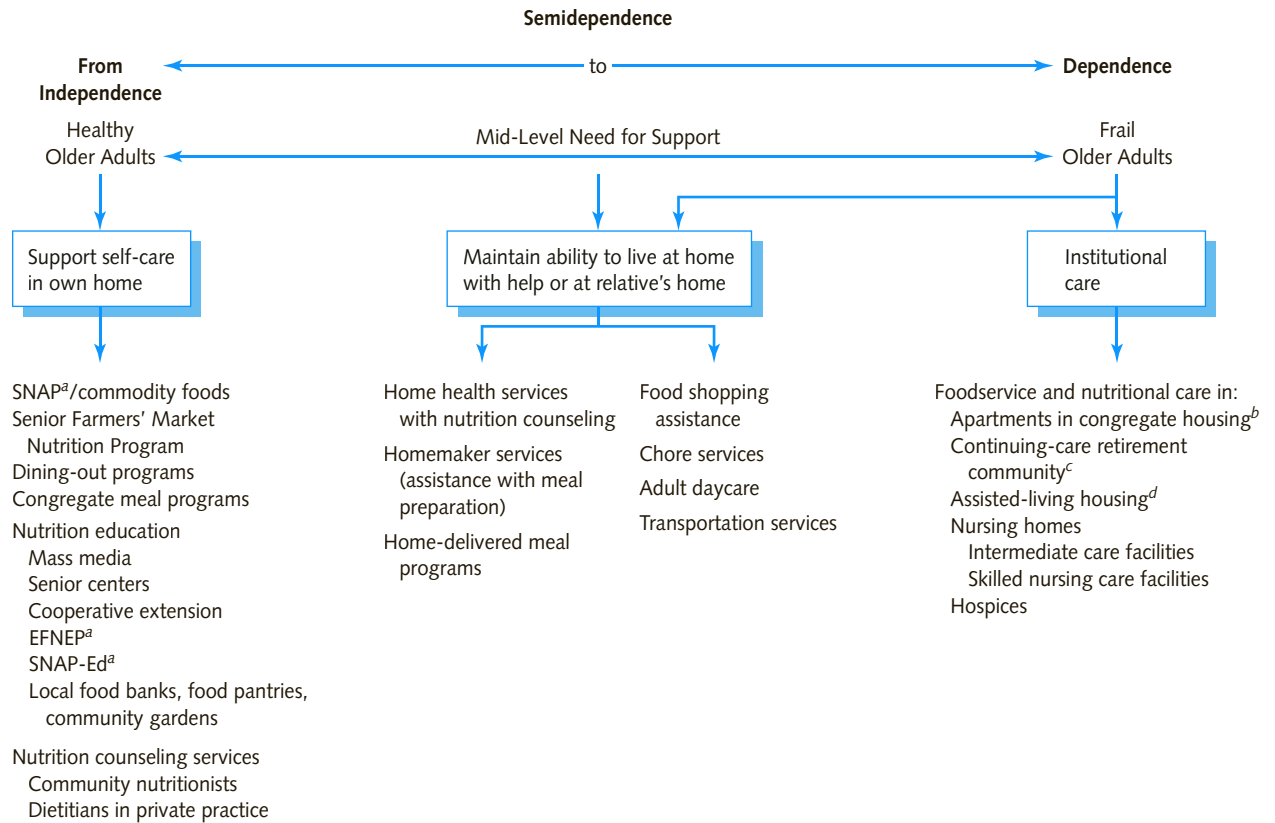 Semidependence
From
Independence
to
Dependence
Healthy
Older Adults
Mid-Level Need for Support
Frail
Older Adults
Support self-care
in own home
Maintain ability to live at home
with help or at relative's home
Institutional
care
SNAPa/commodity foods
Senior Farmers' Market
Nutrition Program
Dining-out programs
Congregate meal programs
Nutrition education
Mass media
Senior centers
Cooperative extension
EFNEPa
SNAP-Eda
Local food banks, food pantries,
community gardens
Nutrition counseling services
Community nutritionists
Dietitians in private practice
Home health services
with nutrition counseling
Homemaker services
(assistance with meal
preparation)
Home-delivered meal
programs
Food shopping
assistance
Chore services
Adult daycare
Transportation services
Foodservice and nutritional care in:
Apartments in congregate housingb
Continuing-care retirement
communityc
Assisted-living housingd
Nursing homes
Intermediate care facilities
Skilled nursing care facilities
Hospices